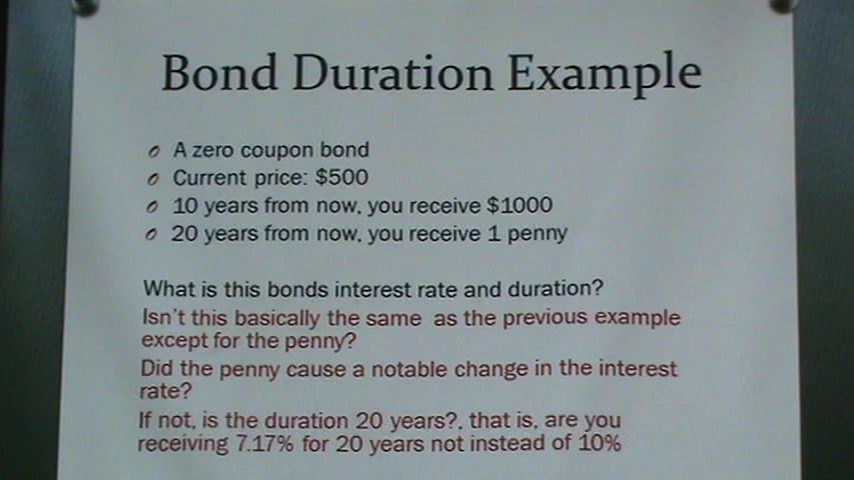 Bond Duration Example
A zero coupon bond
Current price: $500
10 years from now, you receive $1000
20 years from now, you receive 1 penny
What is this bonds interest rate and duration?
Isn't this basically the same as the previous example
except for the penny?
Did the penny cause a notable change in the interest
rate?
If not, is the duration 20 years?, that is, are you
receiving 7.17% for 20 years not instead of 10%